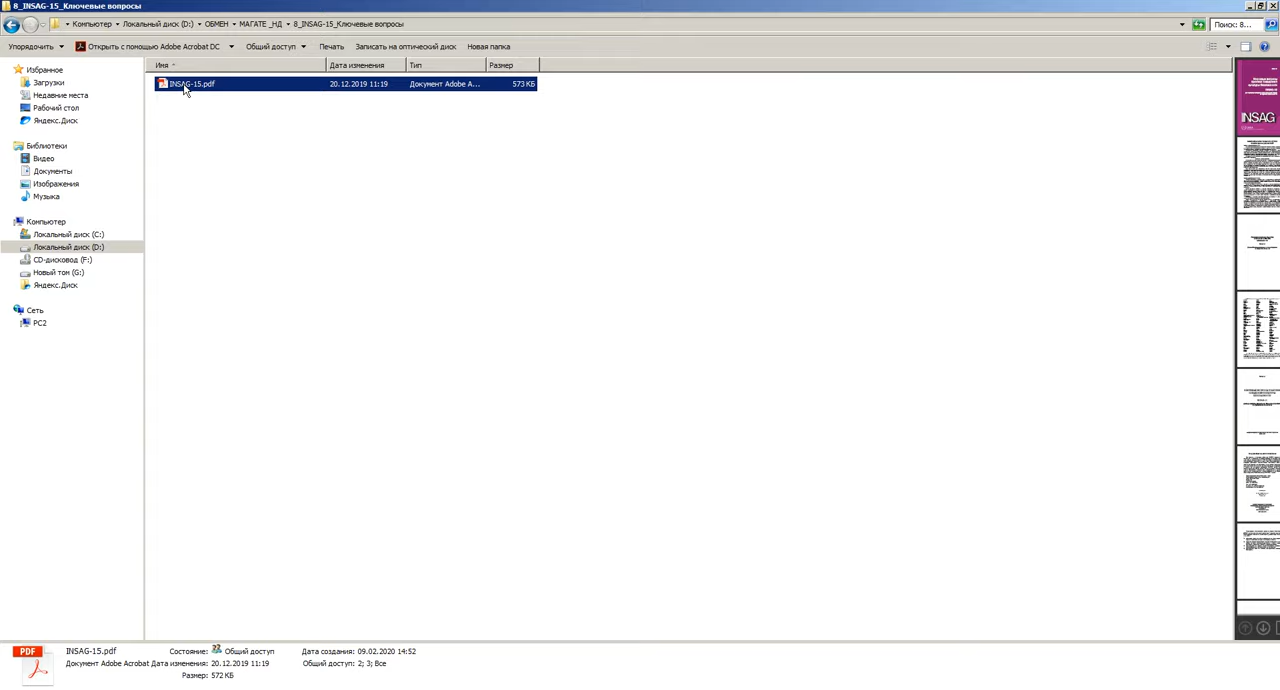 8_INSAG-15_Ключевые вопросы
Компьютер
Локальный диск (D:)
ОБМЕН
МАГАТЕ _НД
8_INSAG-15_Ключевые вопросы
Поиск: 8...
Упорядочить
Открыть с помощью Adobe Acrobat DC
Общий доступ
Печать
Записать на оптический диск
Новая папка
Избранное
Загрузки
Недавние места
Рабочий стол
Яндекс.Диск
Библиотеки
Видео
Документы
Изображения
Музыка
Компьютер
Локальный диск (C:)
Локальный диск (D:)
CD-дисковод (F:)
Новый том (G:)
Яндекс.Диск
Сеть
PC2
Имя
Дата изменения
Тип
Размер
INSAG-15.pdf
20.12.2019 11:19
Документ Adobe A...
573 КБ
INSAG
PDF
INSAG-15.pdf
Состояние: Общий доступ
Дата создания: 09.02.2020 14:52
Документ Adobe Acrobat Дата изменения: 20.12.2019 11:19
Общий доступ: 2; 3; Все
Размер: 572 КБ